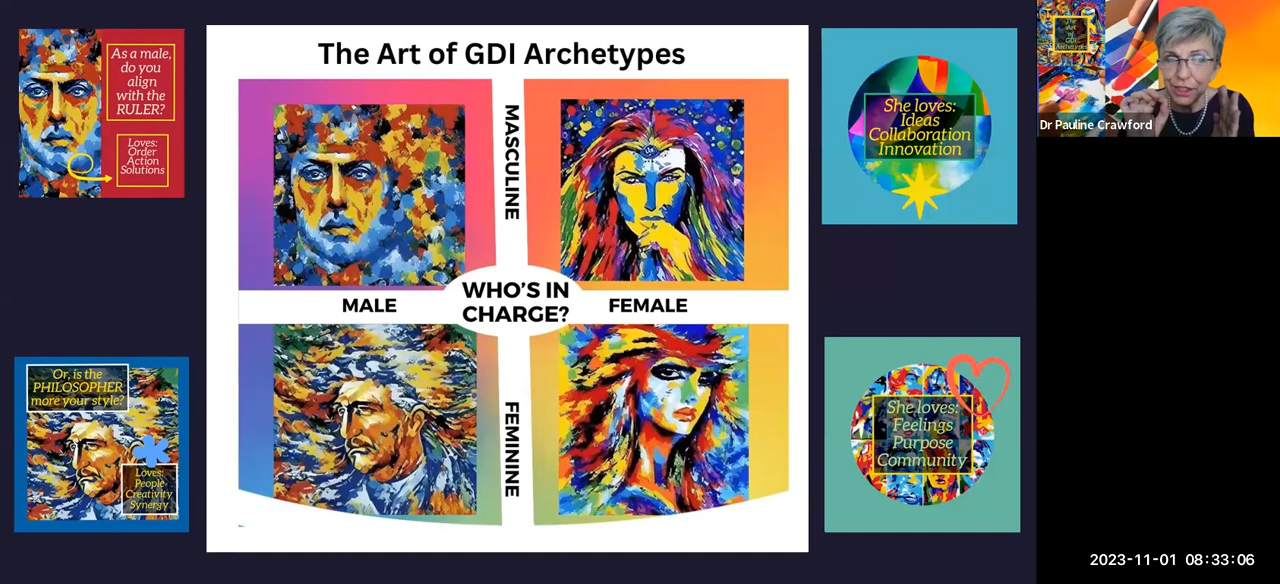 The Art of GDI Archetypes
As a male,
do you
align
with the
RULER?
Loves:
Order
Action
Solutions
MASCULINE
She loves:
Ideas
Collaboration
Innovation
Dr Pauline Crawford
MALE
WHO'S IN
CHARGE?
FEMALE
Or, is the
PHILOSOPHER
more your style?
Loves:
People
Creativity
Synergy
FEMININE
She loves:
Feelings
Purpose
Community
2023-11-01 08:33:06